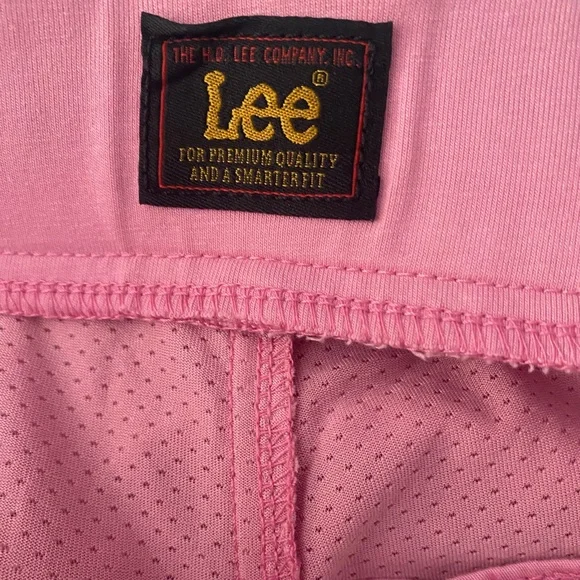 THE H.D. LEE COMPANY, INC.
Lee®
FOR PREMIUM QUALITY
AND A SMARTER FIT